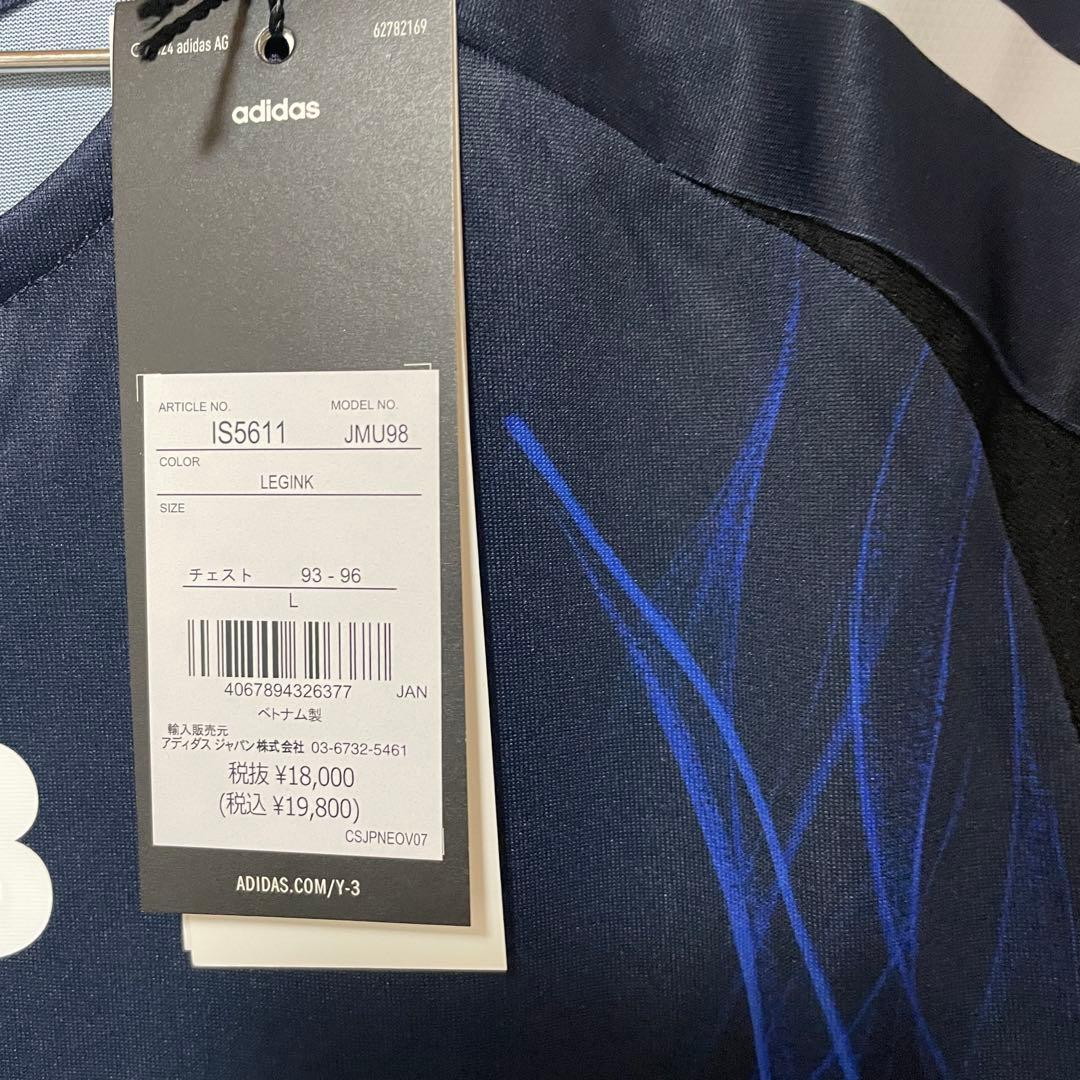 24 adidas AG 62782169
adidas
ARTICLE NO. MODEL NO.
IS5611 JMU98
COLOR
LEGINK
SIZE
チェスト 93 - 96
L
4067894326377 JAN
ベトナム製
輸入販売元
アディダス ジャパン株式会社 03-6732-5461
税抜 ¥18,000
(税込 ¥19,800)
CSJPNEOV07
ADIDAS.COM/Y-3